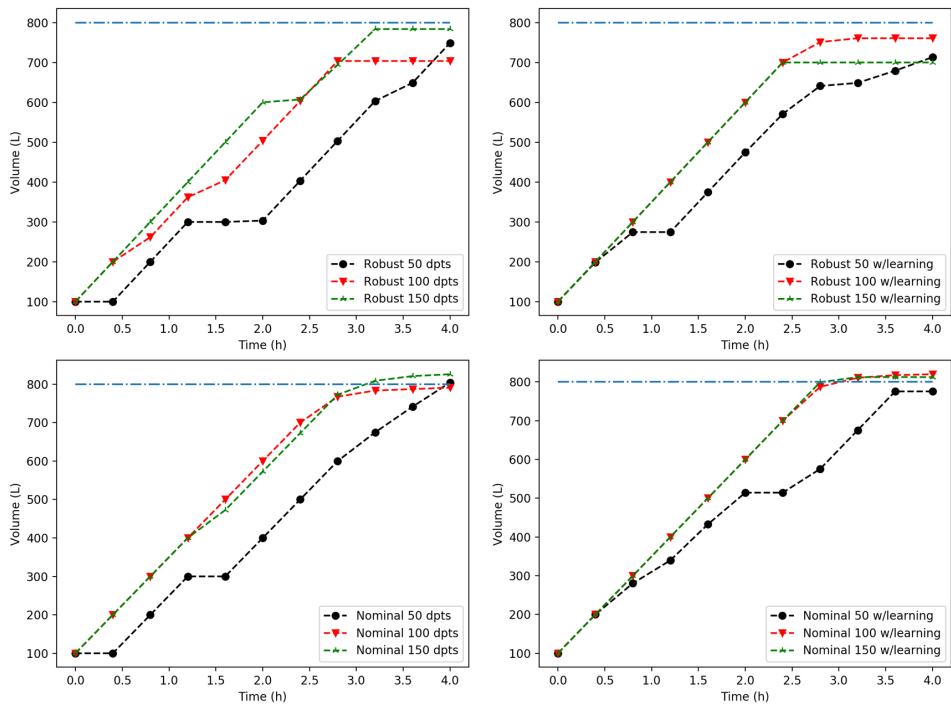 800
700
600
500
400
300
200
100
Volume (L)
0.0 0.5 1.0 1.5 2.0 2.5 3.0 3.5 4.0
Time (h)
Robust 50 dpts
Robust 100 dpts
Robust 150 dpts
800
700
600
500
400
300
200
100
Volume (L)
0.0 0.5 1.0 1.5 2.0 2.5 3.0 3.5 4.0
Time (h)
Robust 50 w/learning
Robust 100 w/learning
Robust 150 w/learning
800
700
600
500
400
300
200
100
Volume (L)
0.0 0.5 1.0 1.5 2.0 2.5 3.0 3.5 4.0
Time (h)
Nominal 50 dpts
Nominal 100 dpts
Nominal 150 dpts
800
700
600
500
400
300
200
100
Volume (L)
0.0 0.5 1.0 1.5 2.0 2.5 3.0 3.5 4.0
Time (h)
Nominal 50 w/learning
Nominal 100 w/learning
Nominal 150 w/learning